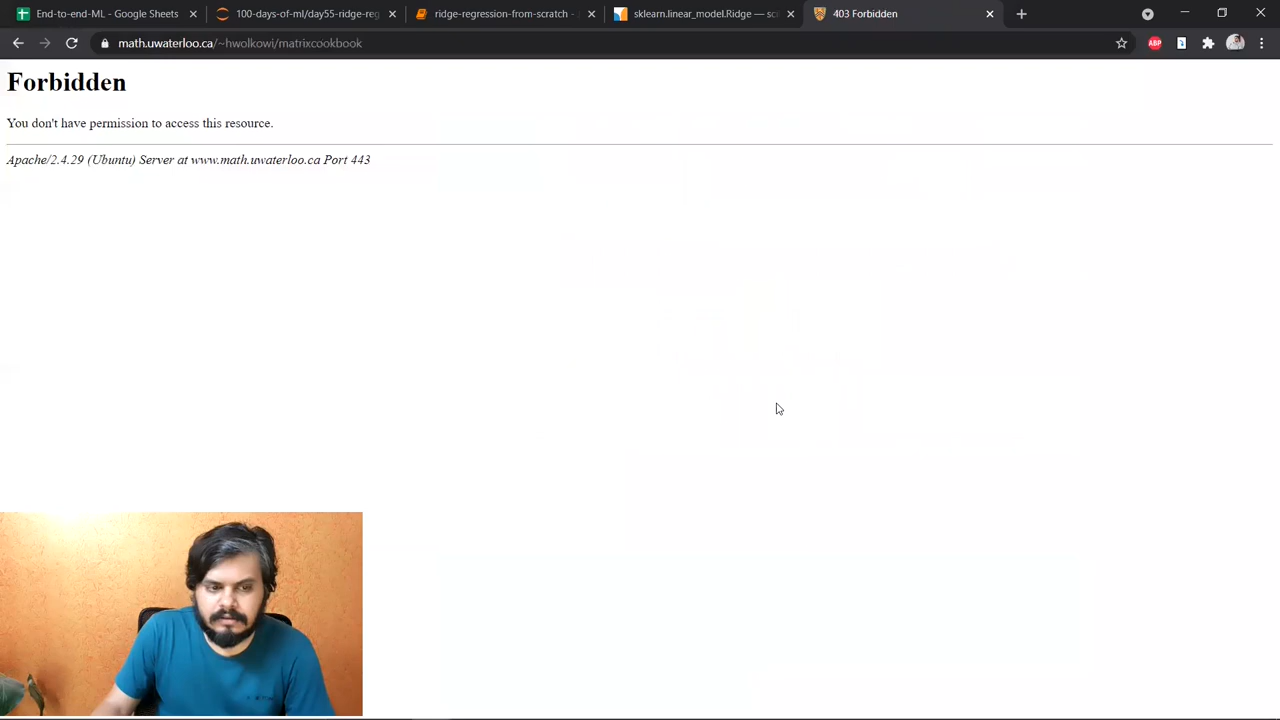 End-to-end-ML - Google Sheets
100-days-of-ml/day55-ridge-reg
ridge-regression-from-scratch -
sklearn.linear_model.Ridge — sci
403 Forbidden
math.uwaterloo.ca/~hwolkowi/matrixcookbook
ABP
Forbidden
You don't have permission to access this resource.
Apache/2.4.29 (Ubuntu) Server at www.math.uwaterloo.ca Port 443